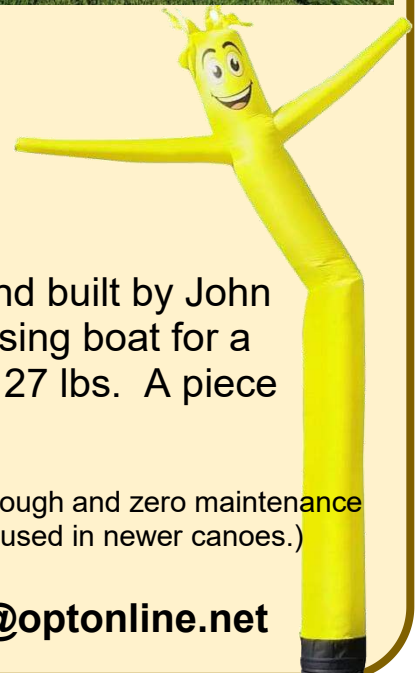 nd built by John
sing boat for a
27 lbs. A piece
ough and zero maintenance
used in newer canoes.)
@optonline.net